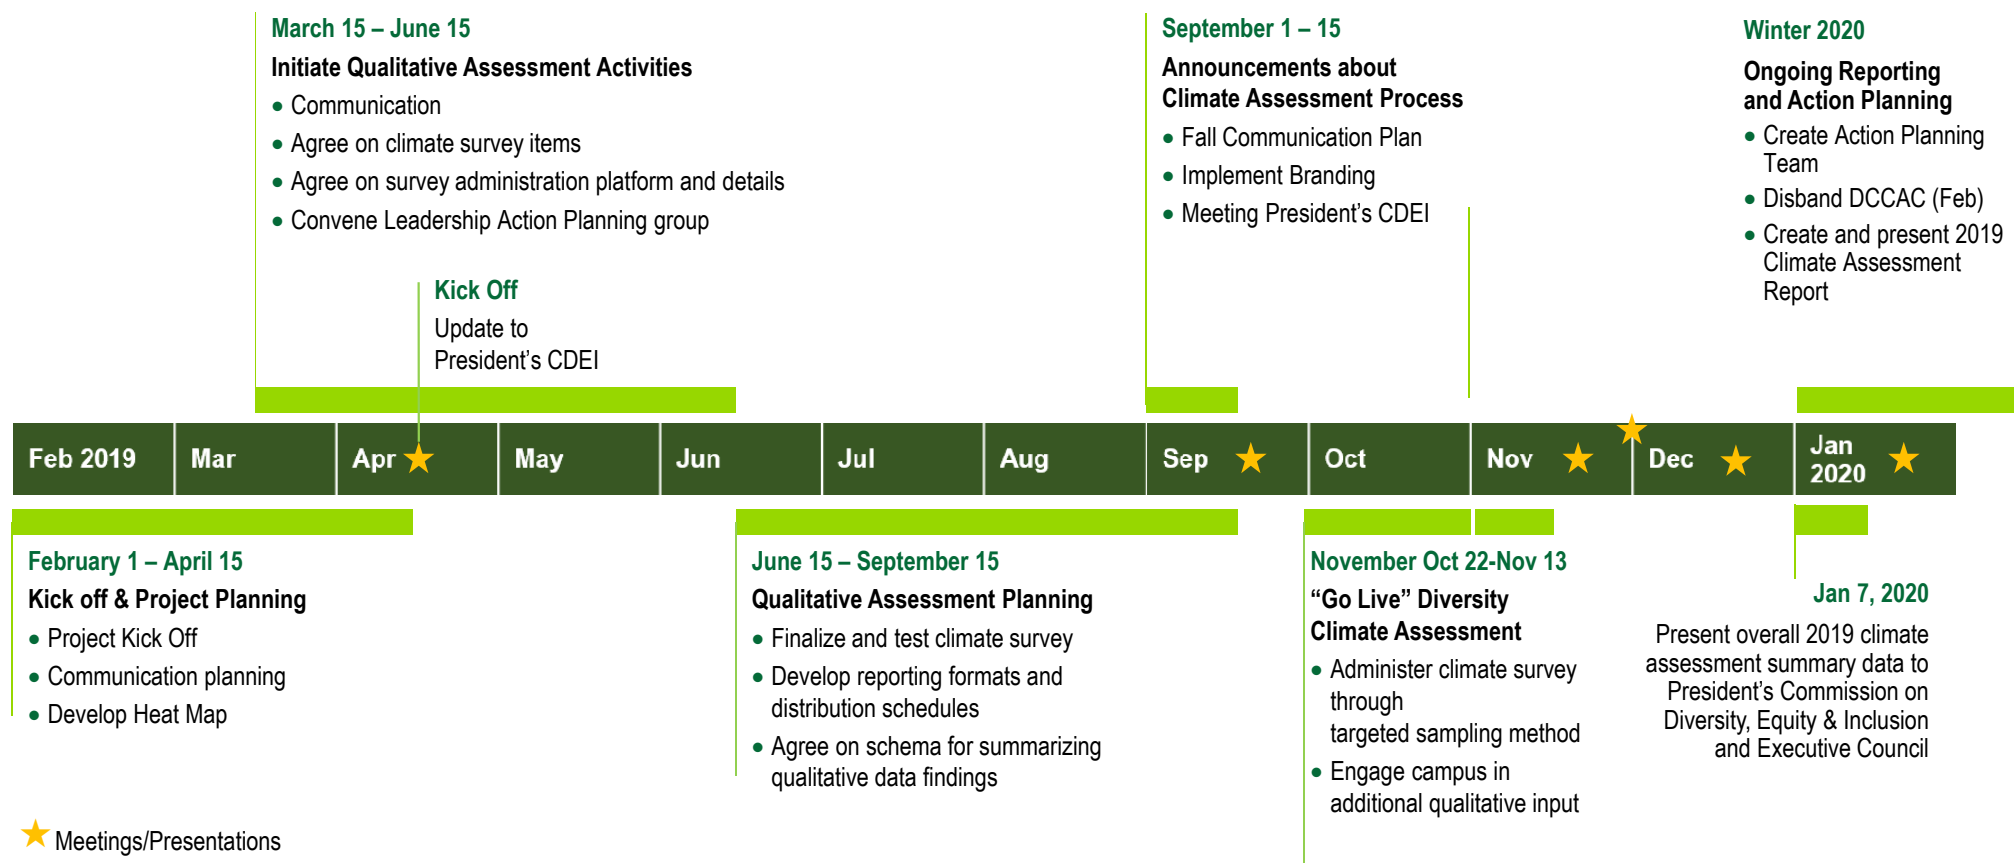 March 15 – June 15
Initiate Qualitative Assessment Activities
• Communication
• Agree on climate survey items
• Agree on survey administration platform and details
• Convene Leadership Action Planning group
Kick Off
Update to
President’s CDEI
September 1 – 15
Announcements about
Climate Assessment Process
• Fall Communication Plan
• Implement Branding
• Meeting President’s CDEI
Winter 2020
Ongoing Reporting
and Action Planning
• Create Action Planning
Team
• Disband DCCAC (Feb)
• Create and present 2019
Climate Assessment
Report
Feb 2019
Mar
Apr
May
Jun
Jul
Aug
Sep
Oct
Nov
Dec
Jan
2020
February 1 – April 15
Kick off & Project Planning
• Project Kick Off
• Communication planning
• Develop Heat Map
June 15 – September 15
Qualitative Assessment Planning
• Finalize and test climate survey
• Develop reporting formats and
distribution schedules
• Agree on schema for summarizing
qualitative data findings
November Oct 22-Nov 13
“Go Live” Diversity
Climate Assessment
• Administer climate survey
through
targeted sampling method
• Engage campus in
additional qualitative input
Jan 7, 2020
Present overall 2019 climate
assessment summary data to
President’s Commission on
Diversity, Equity & Inclusion
and Executive Council
Meetings/Presentations